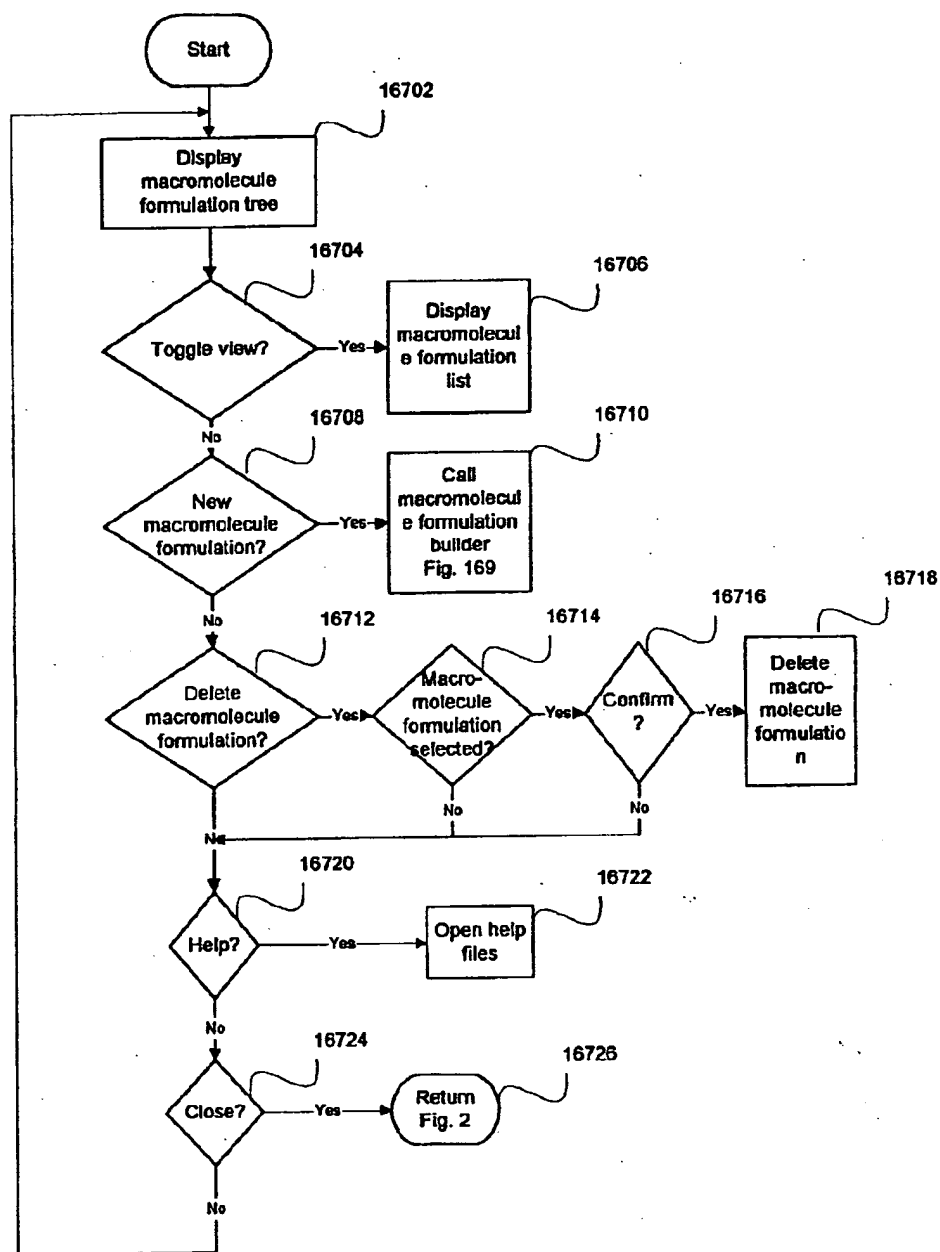 Start
16702
Display
macromolecule
formulation tree
16704
Toggle view?
Yes
16706
Display
macromolecul
e formulation
list
No
16708
New
macromolecule
formulation?
Yes
16710
Call
macromolecul
e formulation
builder
Fig. 169
No
16712
Delete
macromolecule
formulation?
Yes
16714
Macro-
molecule
formulation
selected?
Yes
16716
Confirm
?
Yes
16718
Delete
macro-
molecule
formulatio
n
No
No
No
16720
Help?
Yes
16722
Open help
files
No
16724
Close?
Yes
16726
Return
Fig. 2
No